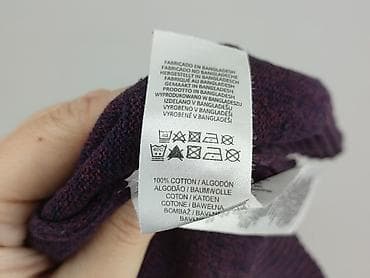 FABRICADO EN BANGLADESH
FABRICADO NO BANGLADECHE
HERGESTELLT IN BANGLADESCH
FABRIQUÉ AU BANGLADESH
GEMAAKT IN BANGLADESH
PRODOTTO IN BANGLADESH
WYPRODUKOWANO W BANGLADESZU
IZDELANO V BANGLADEŠU
VYROBENO V BANGLADÉŠI
VYROBENÉ V BANGLADÉŠI
100% COTTON / ALGODÓN
ALGODÃO / BAUMWOLLE
COTON / KATOEN
COTONE / BAWEŁNA
BOMBAŽ / BAVLNA